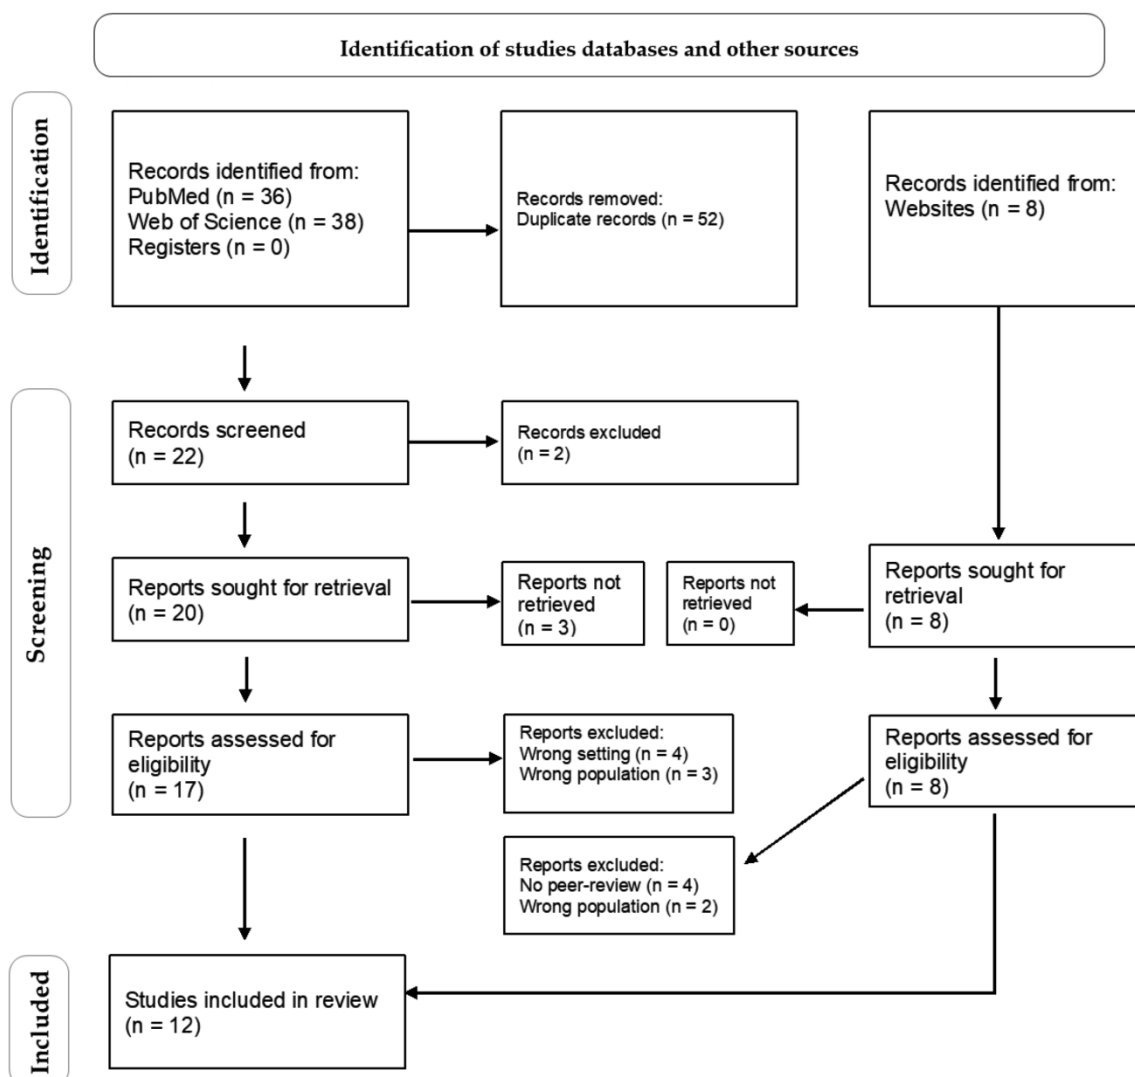 Identification of studies databases and other sources
Identification
Records identified from:
PubMed (n = 36)
Web of Science (n = 38)
Registers (n = 0)
Records removed:
Duplicate records (n = 52)
Records identified from:
Websites (n = 8)
Screening
Records screened
(n = 22)
Records excluded
(n = 2)
Reports sought for retrieval
(n = 20)
Reports not
retrieved
(n = 3)
Reports not
retrieved
(n = 0)
Reports sought for
retrieval
(n = 8)
Reports assessed for
eligibility
(n = 17)
Reports excluded:
Wrong setting (n = 4)
Wrong population (n = 3)
Reports assessed for
eligibility
(n = 8)
Reports excluded:
No peer-review (n = 4)
Wrong population (n = 2)
Included
Studies included in review
(n = 12)